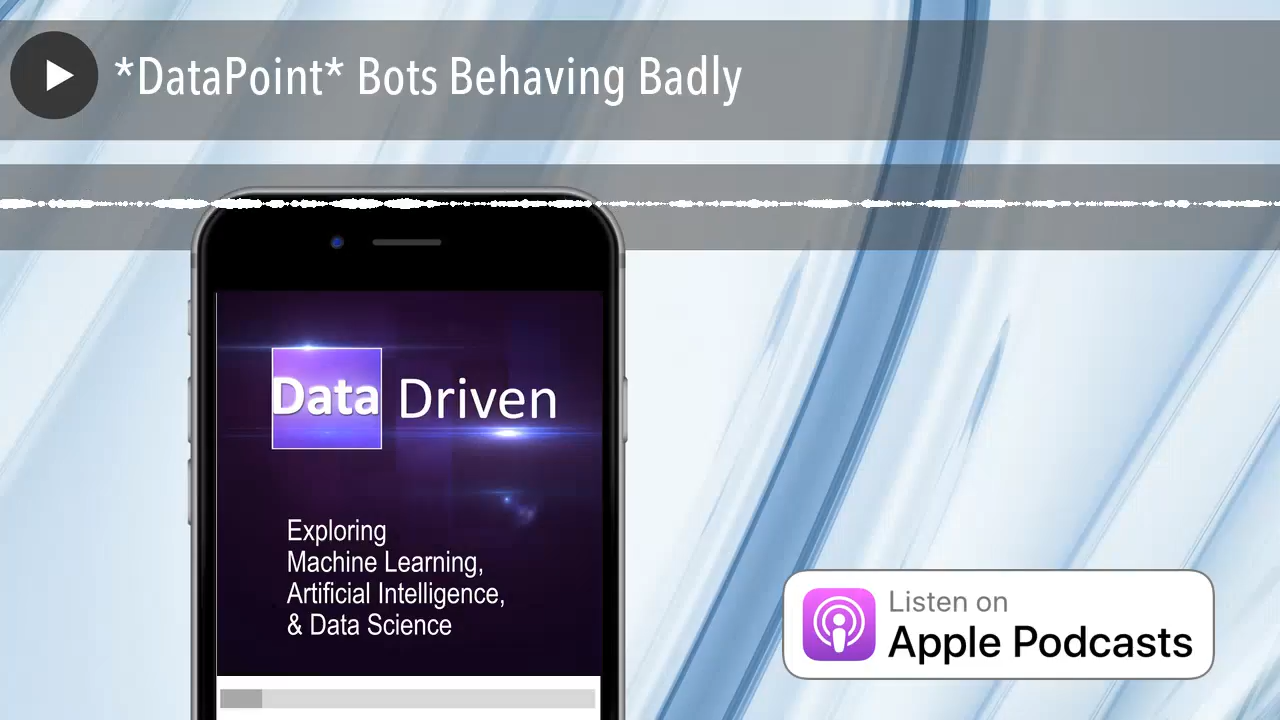 *DataPoint* Bots Behaving Badly
Data Driven
Exploring
Machine Learning,
Artificial Intelligence,
& Data Science
Listen on
Apple Podcasts